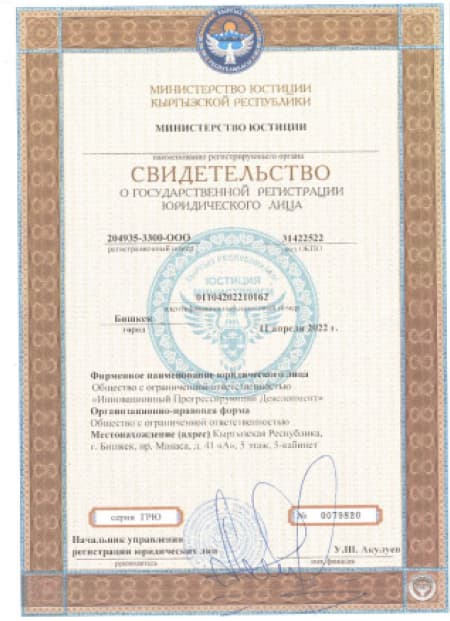 МИНИСТЕРСТВО ЮСТИЦИИ
КЫРГЫЗСКОЙ РЕСПУБЛИКИ
МИНИСТЕРСТВО ЮСТИЦИИ
наименование регистрирующего органа
СВИДЕТЕЛЬСТВО
О ГОСУДАРСТВЕННОЙ РЕГИСТРАЦИИ
ЮРИДИЧЕСКОГО ЛИЦА
204935-3300-ООО 31422522
регистрационный номер код ОКПО
ЮСТИЦИЯ
01104202210162
идентификационный налоговый номер
Бишкек
город 11 апреля 2022 г.
Фирменное наименование юридического лица
Общество с ограниченной ответственностью
«Инновационный Прогрессирующий Девелопмент»
Организационно-правовая форма
Общество с ограниченной ответственностью
Местонахождение (адрес) Кыргызская Республика,
г. Бишкек, пр. Манаса, д. 41 «А», 5 этаж, 5-кабинет
серия ГРЮ № 0079820
Начальник управления
регистрации юридических лиц У.Ш. Акулуев
руководитель имя, фамилия